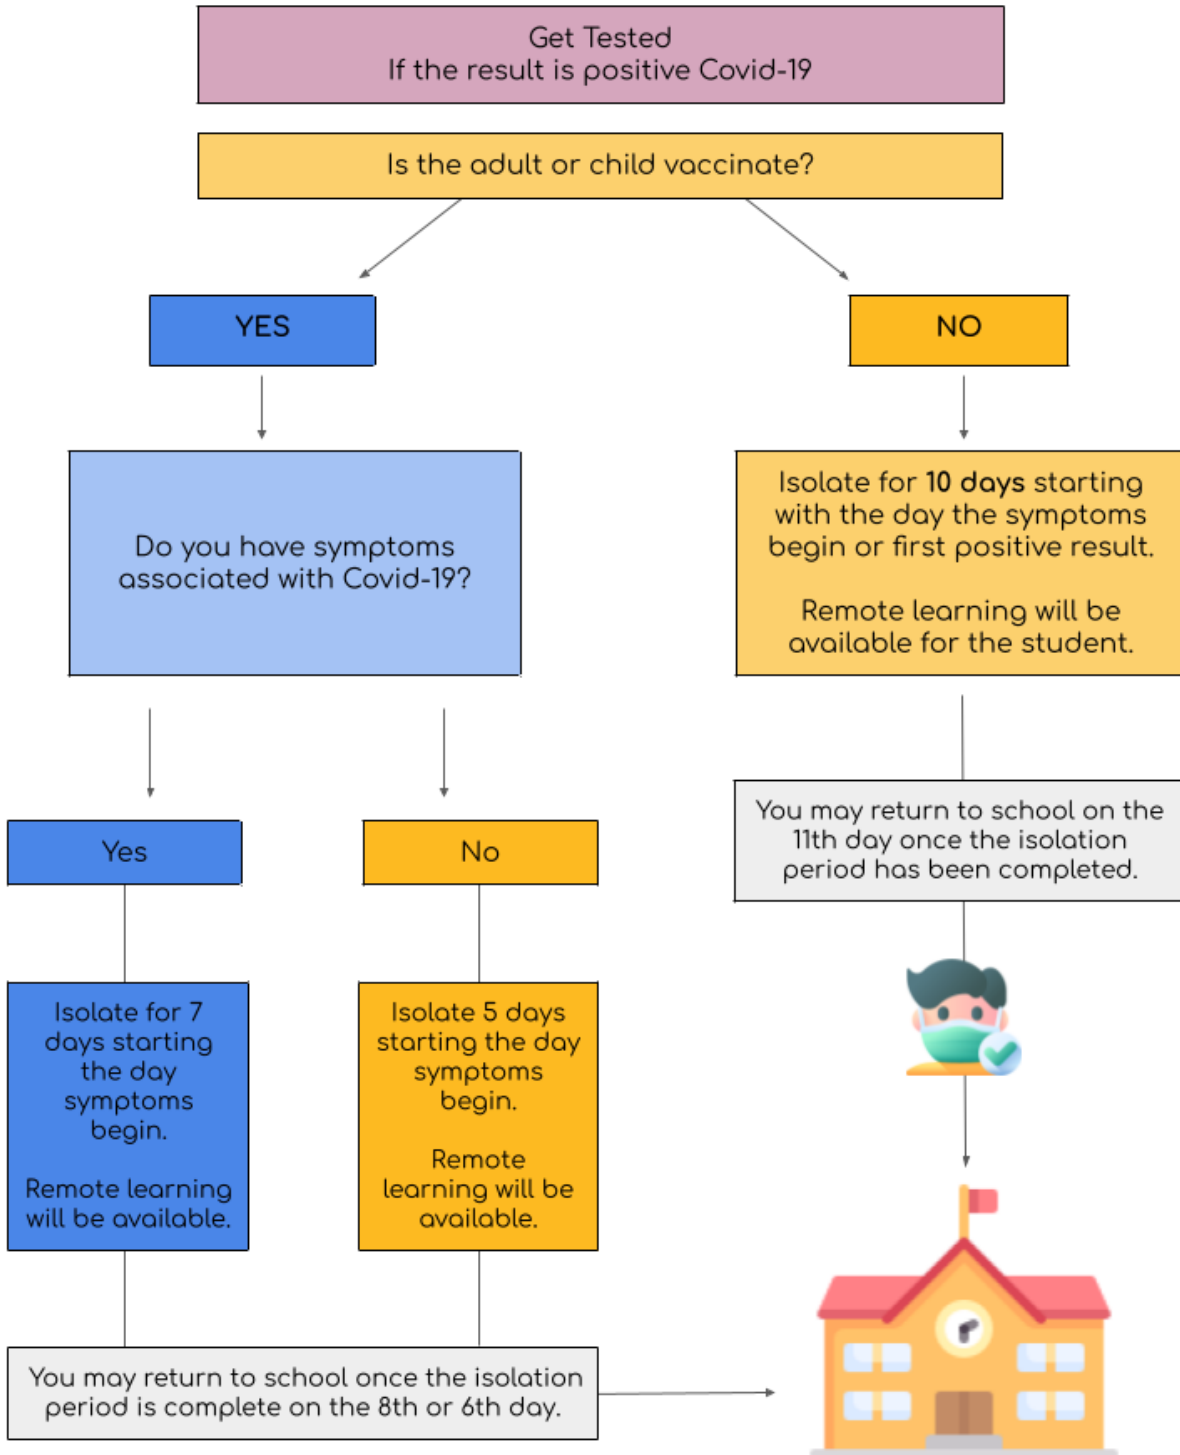 Get Tested
If the result is positive Covid-19
Is the adult or child vaccinate?
YES
NO
Do you have symptoms
associated with Covid-19?
Isolate for 10 days starting
with the day the symptoms
begin or first positive result.
Remote learning will be
available for the student.
You may return to school on the
11th day once the isolation
period has been completed.
Yes
No
Isolate for 7
days starting
the day
symptoms
begin.
Remote learning
will be available.
Isolate 5 days
starting the day
symptoms
begin.
Remote
learning will be
available.
You may return to school once the isolation
period is complete on the 8th or 6th day.